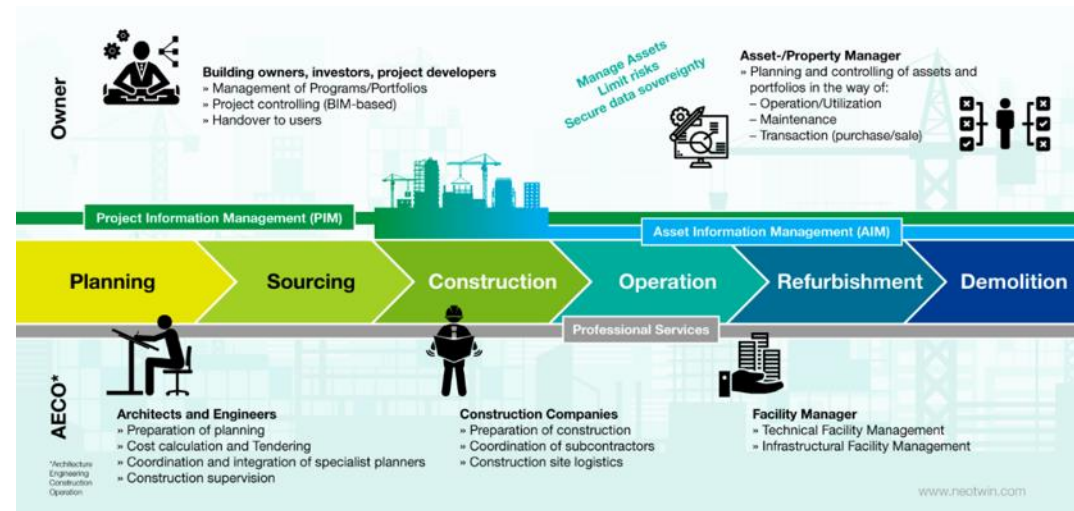 Owner
Building owners, investors, project developers
» Management of Programs/Portfolios
» Project controlling (BIM-based)
» Handover to users
Manage Assets
Limit risks
Secure data sovereignty
Asset-/Property Manager
» Planning and controlling of assets and
portfolios in the way of:
– Operation/Utilization
– Maintenance
– Transaction (purchase/sale)
Project Information Management (PIM)
Asset Information Management (AIM)
Planning
Sourcing
Construction
Operation
Refurbishment
Demolition
Professional Services
AECO*
Architects and Engineers
» Preparation of planning
» Cost calculation and Tendering
» Coordination and integration of specialist planners
» Construction supervision
Construction Companies
» Preparation of construction
» Coordination of subcontractors
» Construction site logistics
Facility Manager
» Technical Facility Management
» Infrastructural Facility Management
*Architecture
Engineering
Construction
Operation
www.neotwin.com